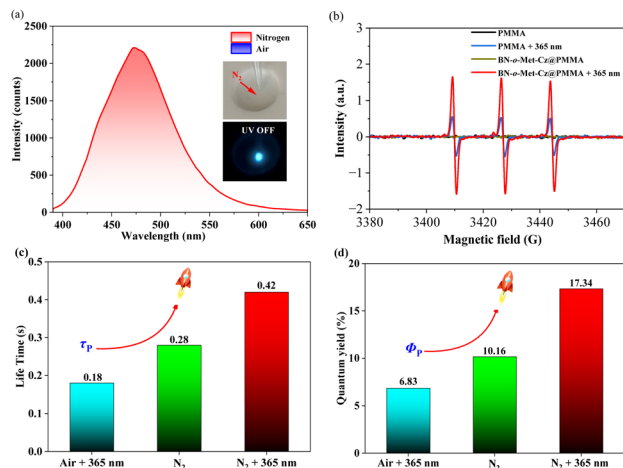 (a)
Nitrogen
Air
N2
UV OFF
Intensity (counts)
2500
2000
1500
1000
500
0
400
450
500
550
600
650
Wavelength (nm)
(b)
PMMA
PMMA + 365 nm
BN-o-Met-Cz@PMMA
BN-o-Met-Cz@PMMA + 365 nm
Intensity (a.u.)
3
2
1
0
−1
−2
3380
3410
3440
3470
Magnetic field (G)
(c)
Life Time (s)
0.6
0.5
0.4
0.3
0.2
0.1
0.0
τP
0.18
0.28
0.42
Air + 365 nm
N2
N2 + 365 nm
(d)
Quantum yield (%)
20
15
10
5
0
ΦP
6.83
10.16
17.34
Air + 365 nm
N2
N2 + 365 nm